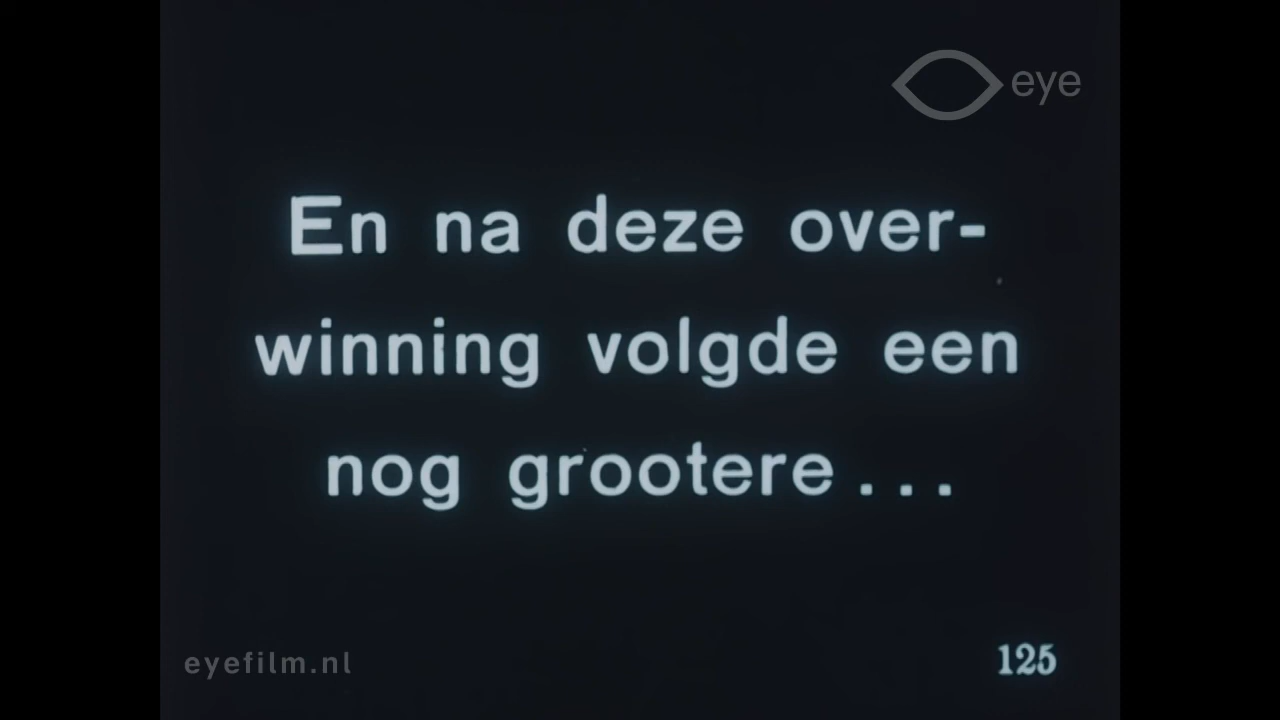 eye
En na deze over-
winning volgde een
nog grootere...
eyefilm.nl
125